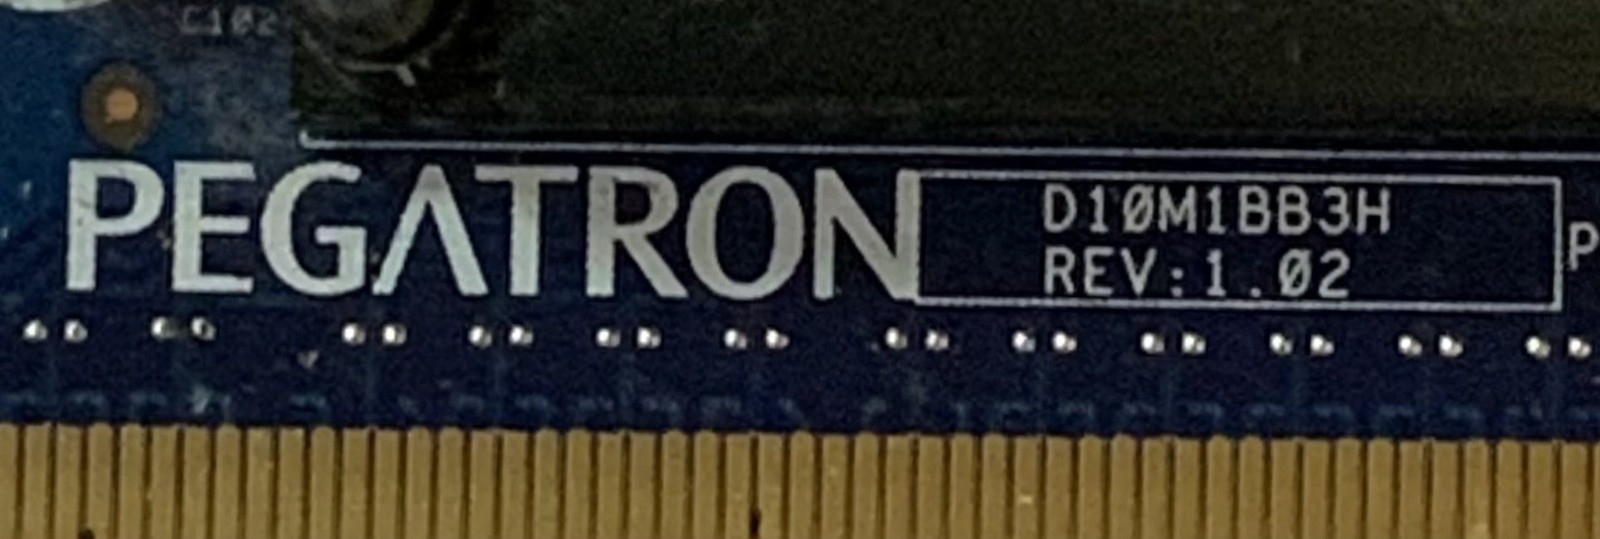 C102
PEGATRON
D10M1BB3H
REV:1.02
P